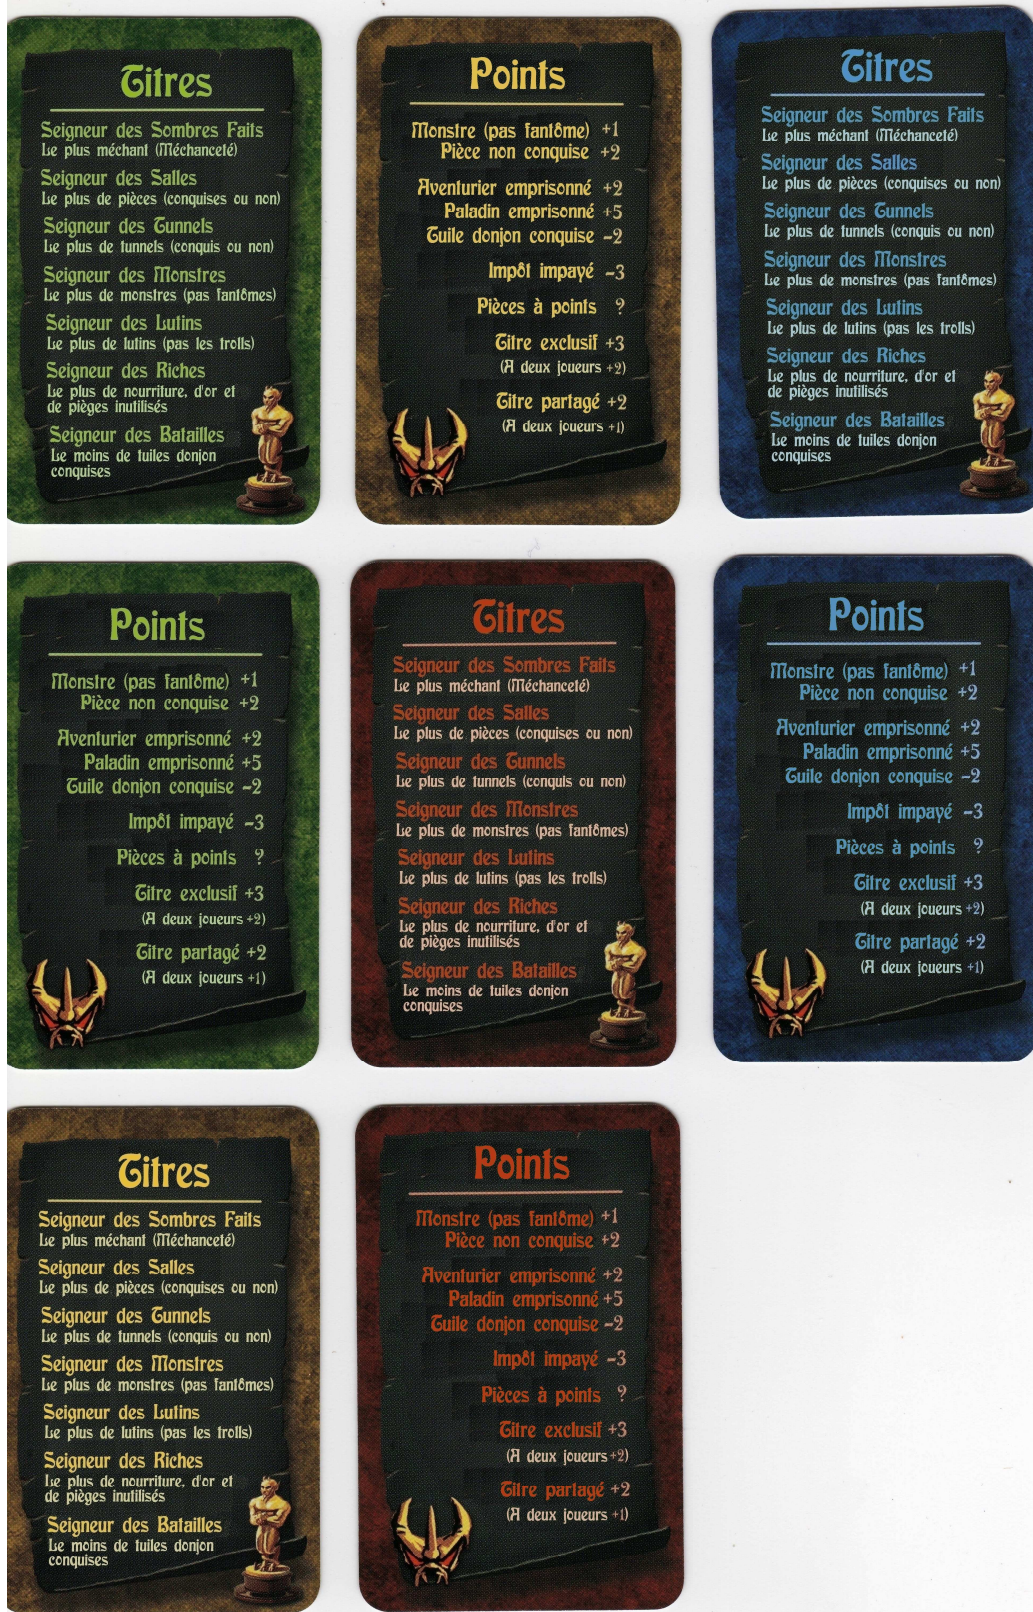 Titres
Seigneur des Sombres Faits
Le plus méchant (Méchanceté)
Seigneur des Salles
Le plus de pièces (conquises ou non)
Seigneur des Tunnels
Le plus de tunnels (conquis ou non)
Seigneur des Monstres
Le plus de monstres (pas fantômes)
Seigneur des Lutins
Le plus de lutins (pas les trolls)
Seigneur des Riches
Le plus de nourriture, d'or et
de pièges inutilisés
Seigneur des Batailles
Le moins de tuiles donjon
conquises
Points
Monstre (pas fantôme) +1
Pièce non conquise +2
Aventurier emprisonné +2
Paladin emprisonné +5
Tuile donjon conquise -2
Impôt impayé -3
Pièces à points ?
Titre exclusif +3
(A deux joueurs +2)
Titre partagé +2
(A deux joueurs +1)
Titres
Seigneur des Sombres Faits
Le plus méchant (Méchanceté)
Seigneur des Salles
Le plus de pièces (conquises ou non)
Seigneur des Tunnels
Le plus de tunnels (conquis ou non)
Seigneur des Monstres
Le plus de monstres (pas fantômes)
Seigneur des Lutins
Le plus de lutins (pas les trolls)
Seigneur des Riches
Le plus de nourriture, d'or et
de pièges inutilisés
Seigneur des Batailles
Le moins de tuiles donjon
conquises
Points
Monstre (pas fantôme) +1
Pièce non conquise +2
Aventurier emprisonné +2
Paladin emprisonné +5
Tuile donjon conquise -2
Impôt impayé -3
Pièces à points ?
Titre exclusif +3
(A deux joueurs +2)
Titre partagé +2
(A deux joueurs +1)
Titres
Seigneur des Sombres Faits
Le plus méchant (Méchanceté)
Seigneur des Salles
Le plus de pièces (conquises ou non)
Seigneur des Tunnels
Le plus de tunnels (conquis ou non)
Seigneur des Monstres
Le plus de monstres (pas fantômes)
Seigneur des Lutins
Le plus de lutins (pas les trolls)
Seigneur des Riches
Le plus de nourriture, d'or et
de pièges inutilisés
Seigneur des Batailles
Le moins de tuiles donjon
conquises
Points
Monstre (pas fantôme) +1
Pièce non conquise +2
Aventurier emprisonné +2
Paladin emprisonné +5
Tuile donjon conquise -2
Impôt impayé -3
Pièces à points ?
Titre exclusif +3
(A deux joueurs +2)
Titre partagé +2
(A deux joueurs +1)
Titres
Seigneur des Sombres Faits
Le plus méchant (Méchanceté)
Seigneur des Salles
Le plus de pièces (conquises ou non)
Seigneur des Tunnels
Le plus de tunnels (conquis ou non)
Seigneur des Monstres
Le plus de monstres (pas fantômes)
Seigneur des Lutins
Le plus de lutins (pas les trolls)
Seigneur des Riches
Le plus de nourriture, d'or et
de pièges inutilisés
Seigneur des Batailles
Le moins de tuiles donjon
conquises
Points
Monstre (pas fantôme) +1
Pièce non conquise +2
Aventurier emprisonné +2
Paladin emprisonné +5
Tuile donjon conquise -2
Impôt impayé -3
Pièces à points ?
Titre exclusif +3
(A deux joueurs +2)
Titre partagé +2
(A deux joueurs +1)